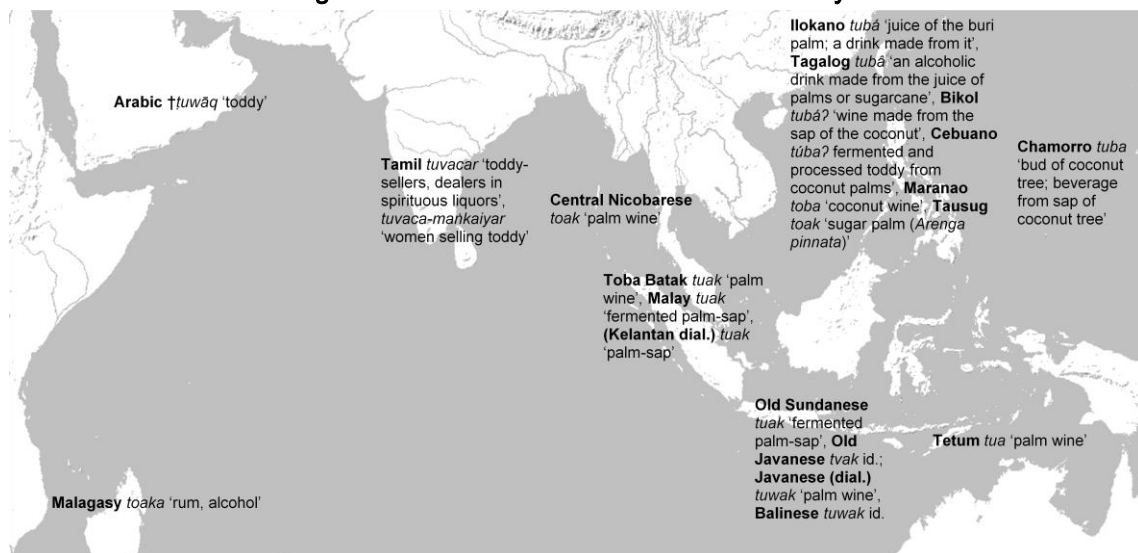 Arabic †ṭuwāq ‘toddy’
Ilokano tubá ‘juice of the buri
palm; a drink made from it’,
Tagalog tubâ ‘an alcoholic
drink made from the juice of
palms or sugarcane’, Bikol
tubáʔ ‘wine made from the
sap of the coconut’, Cebuano
túbaʔ fermented and
processed toddy from
coconut palms’, Maranao
toba ‘coconut wine’, Tausug
toak ‘sugar palm (Arenga
pinnata)’
Chamorro tuba
‘bud of coconut
tree; beverage
from sap of
coconut tree’
Tamil tuvacar ‘toddy-
sellers, dealers in
spirituous liquors’,
tuvaca-maṅkaiyar
‘women selling toddy’
Central Nicobarese
toak ‘palm wine’
Toba Batak tuak ‘palm
wine’, Malay tuak
‘fermented palm-sap’,
(Kelantan dial.) tuak
‘palm-sap’
Old Sundanese
tuak ‘fermented
palm-sap’, Old
Javanese tvak id.;
Javanese (dial.)
tuwak ‘palm wine’,
Balinese tuwak id.
Tetum tua ‘palm wine’
Malagasy toaka ‘rum, alcohol’